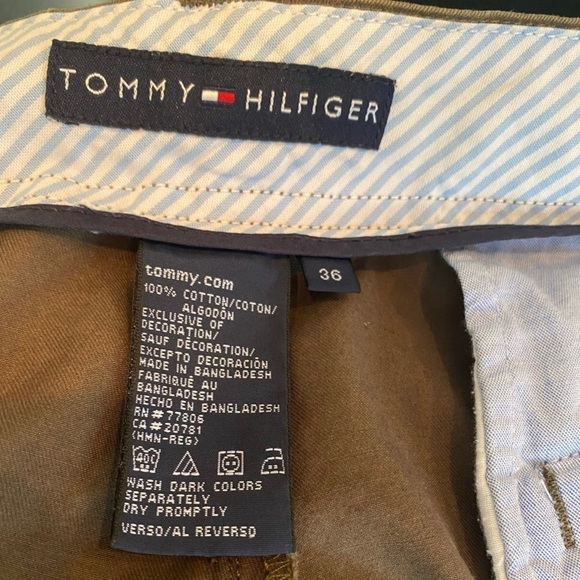 TOMMY HILFIGER
36
tommy.com
100% COTTON/COTON/
ALGODÓN
EXCLUSIVE OF
DECORATION/
SAUF DÉCORATION/
EXCEPTO DECORACIÓN
MADE IN BANGLADESH
FABRIQUÉ AU
BANGLADESH
HECHO EN BANGLADESH
RN#77806
CA#20781
(HMN-REG)
40C
WASH DARK COLORS
SEPARATELY
DRY PROMPTLY
VERSO/AL REVERSO